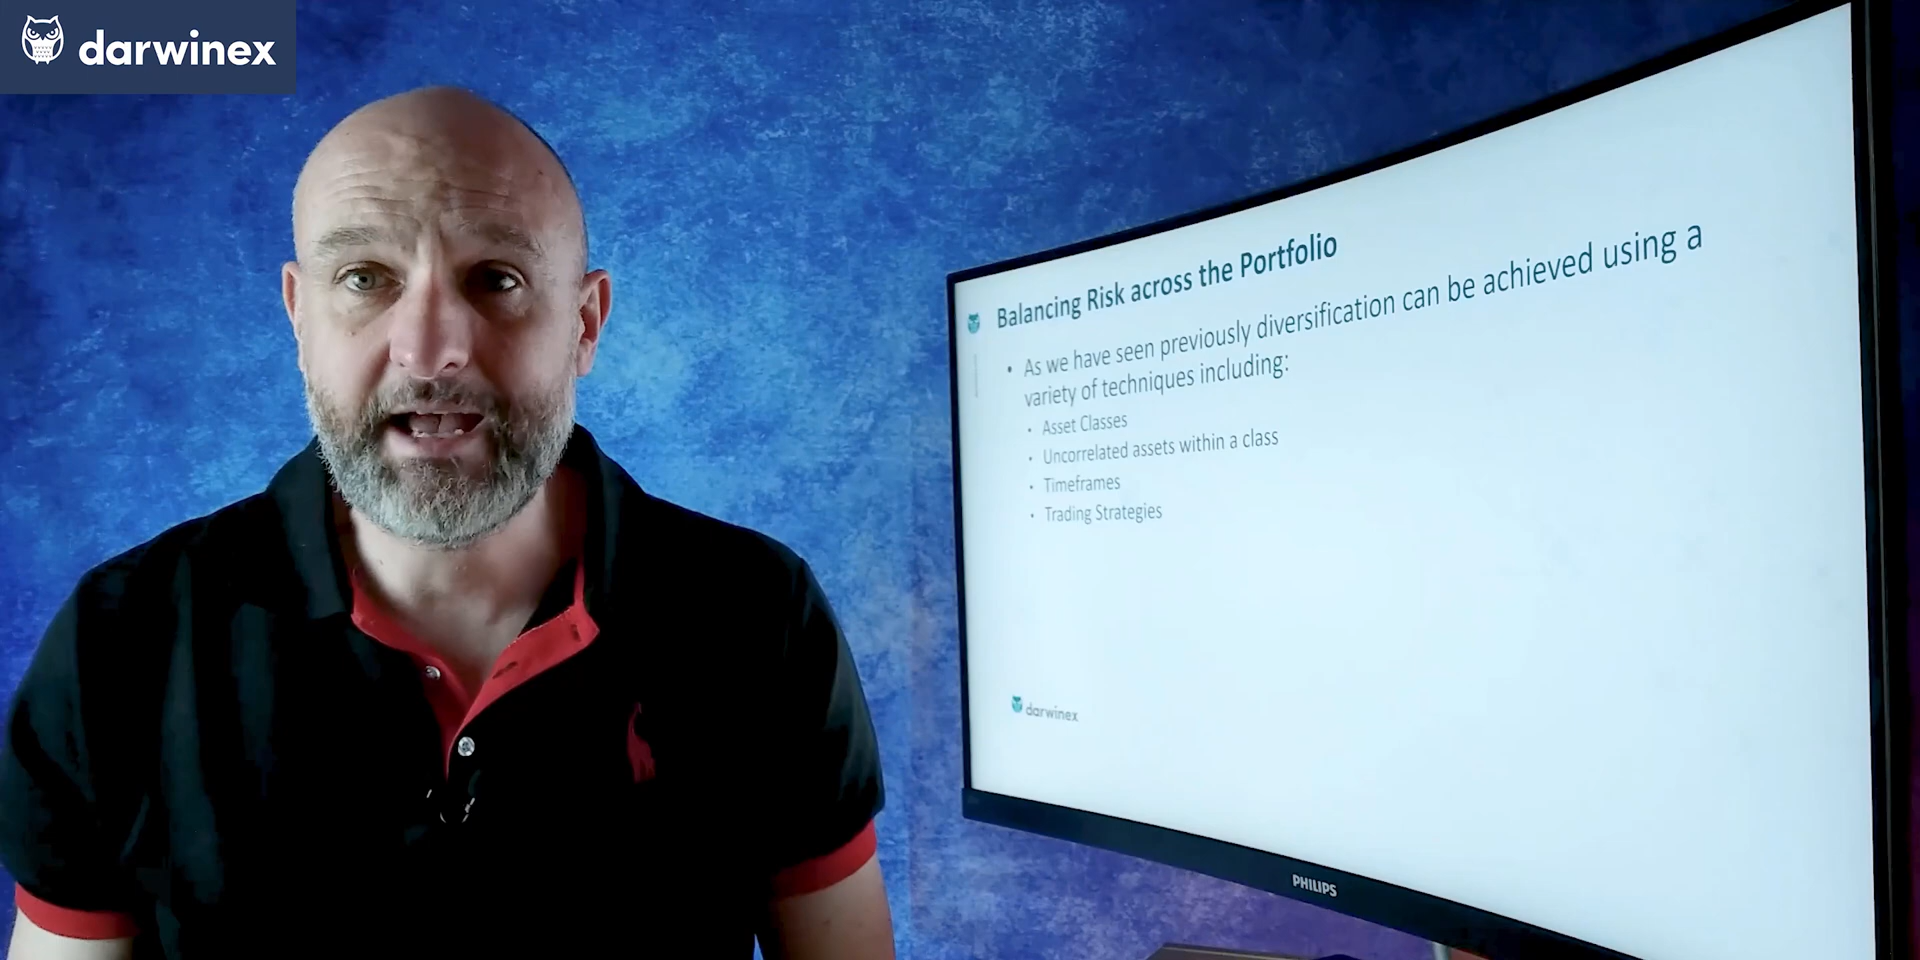 darwinex
Balancing Risk across the Portfolio
• As we have seen previously diversification can be achieved using a
variety of techniques including:
• Asset Classes
• Uncorrelated assets within a class
• Timeframes
• Trading Strategies
darwinex
PHILIPS